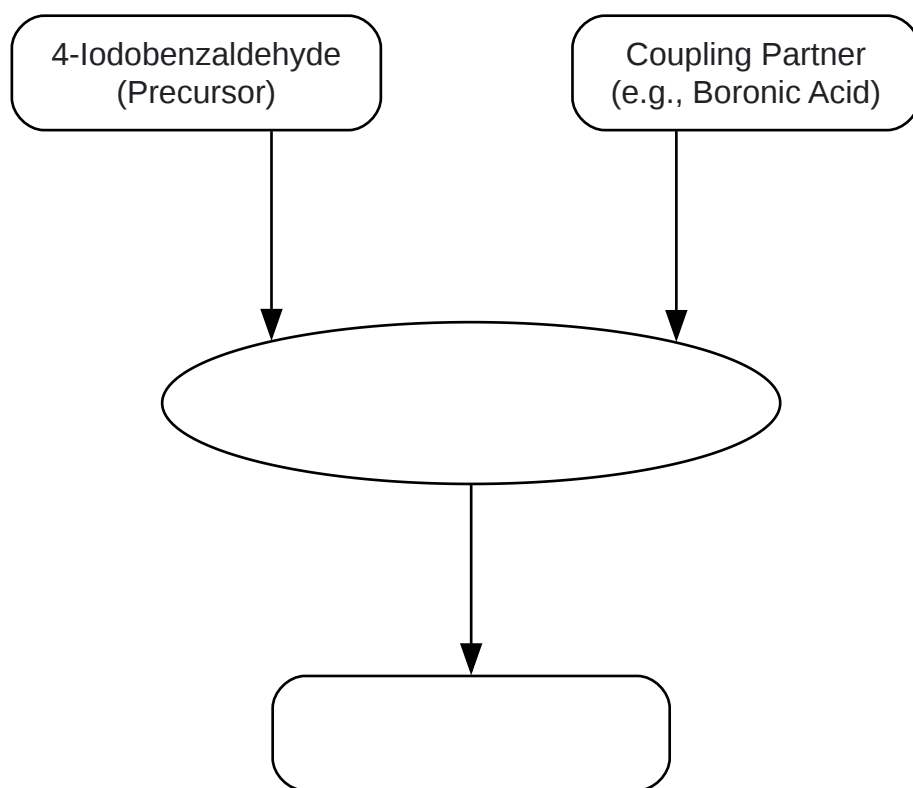 4-Iodobenzaldehyde
(Precursor)
Coupling Partner
(e.g., Boronic Acid)